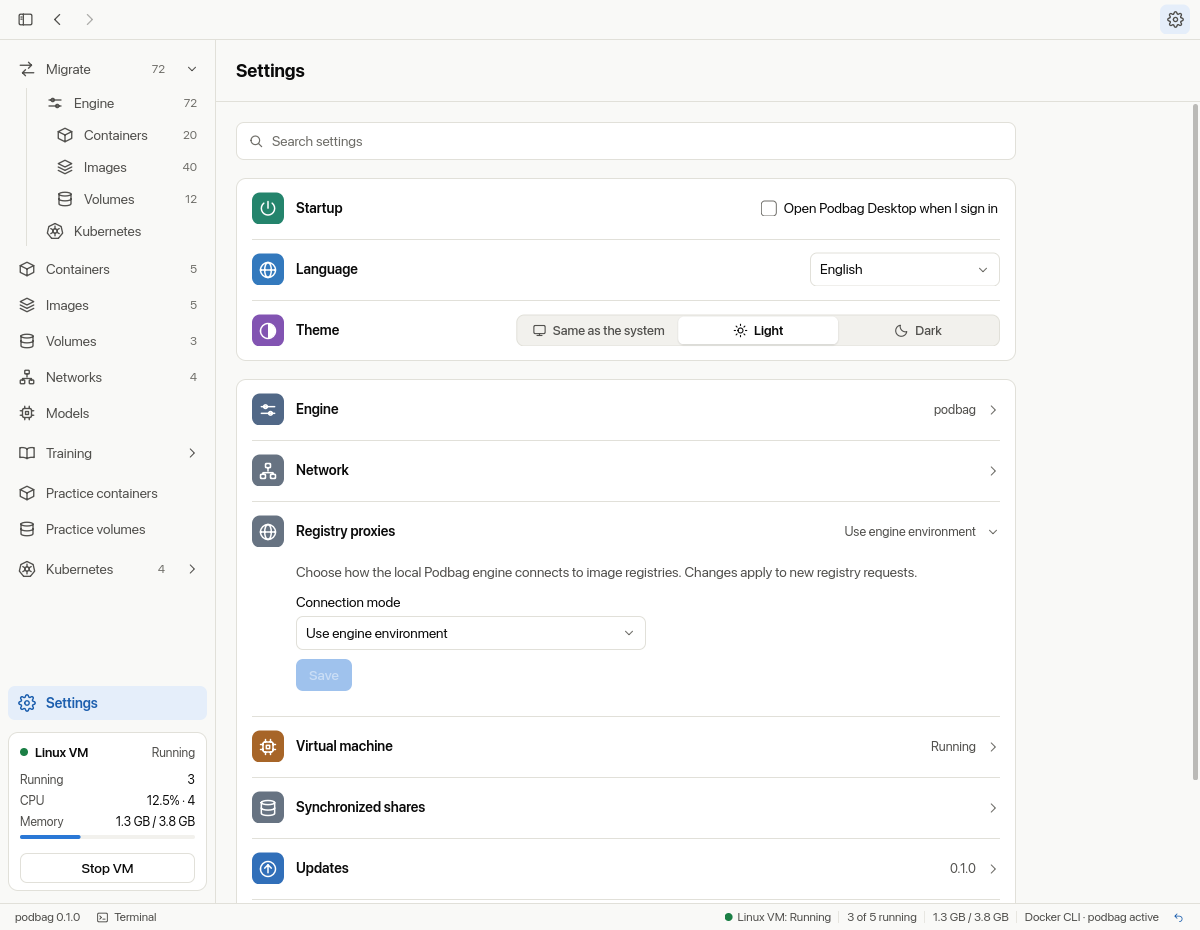 Migrate 72
Engine 72
Containers 20
Images 40
Volumes 12
Kubernetes
Containers 5
Images 5
Volumes 3
Networks 4
Models
Training
Practice containers
Practice volumes
Kubernetes 4
Settings
Linux VM Running
Running 3
CPU 12.5% · 4
Memory 1.3 GB / 3.8 GB
Stop VM
Settings
Search settings
Startup Open Podbag Desktop when I sign in
Language English
Theme Same as the system Light Dark
Engine podbag
Network
Registry proxies Use engine environment
Choose how the local Podbag engine connects to image registries. Changes apply to new registry requests.
Connection mode
Use engine environment
Save
Virtual machine Running
Synchronized shares
Updates 0.1.0
podbag 0.1.0 Terminal Linux VM: Running 3 of 5 running 1.3 GB / 3.8 GB Docker CLI · podbag active